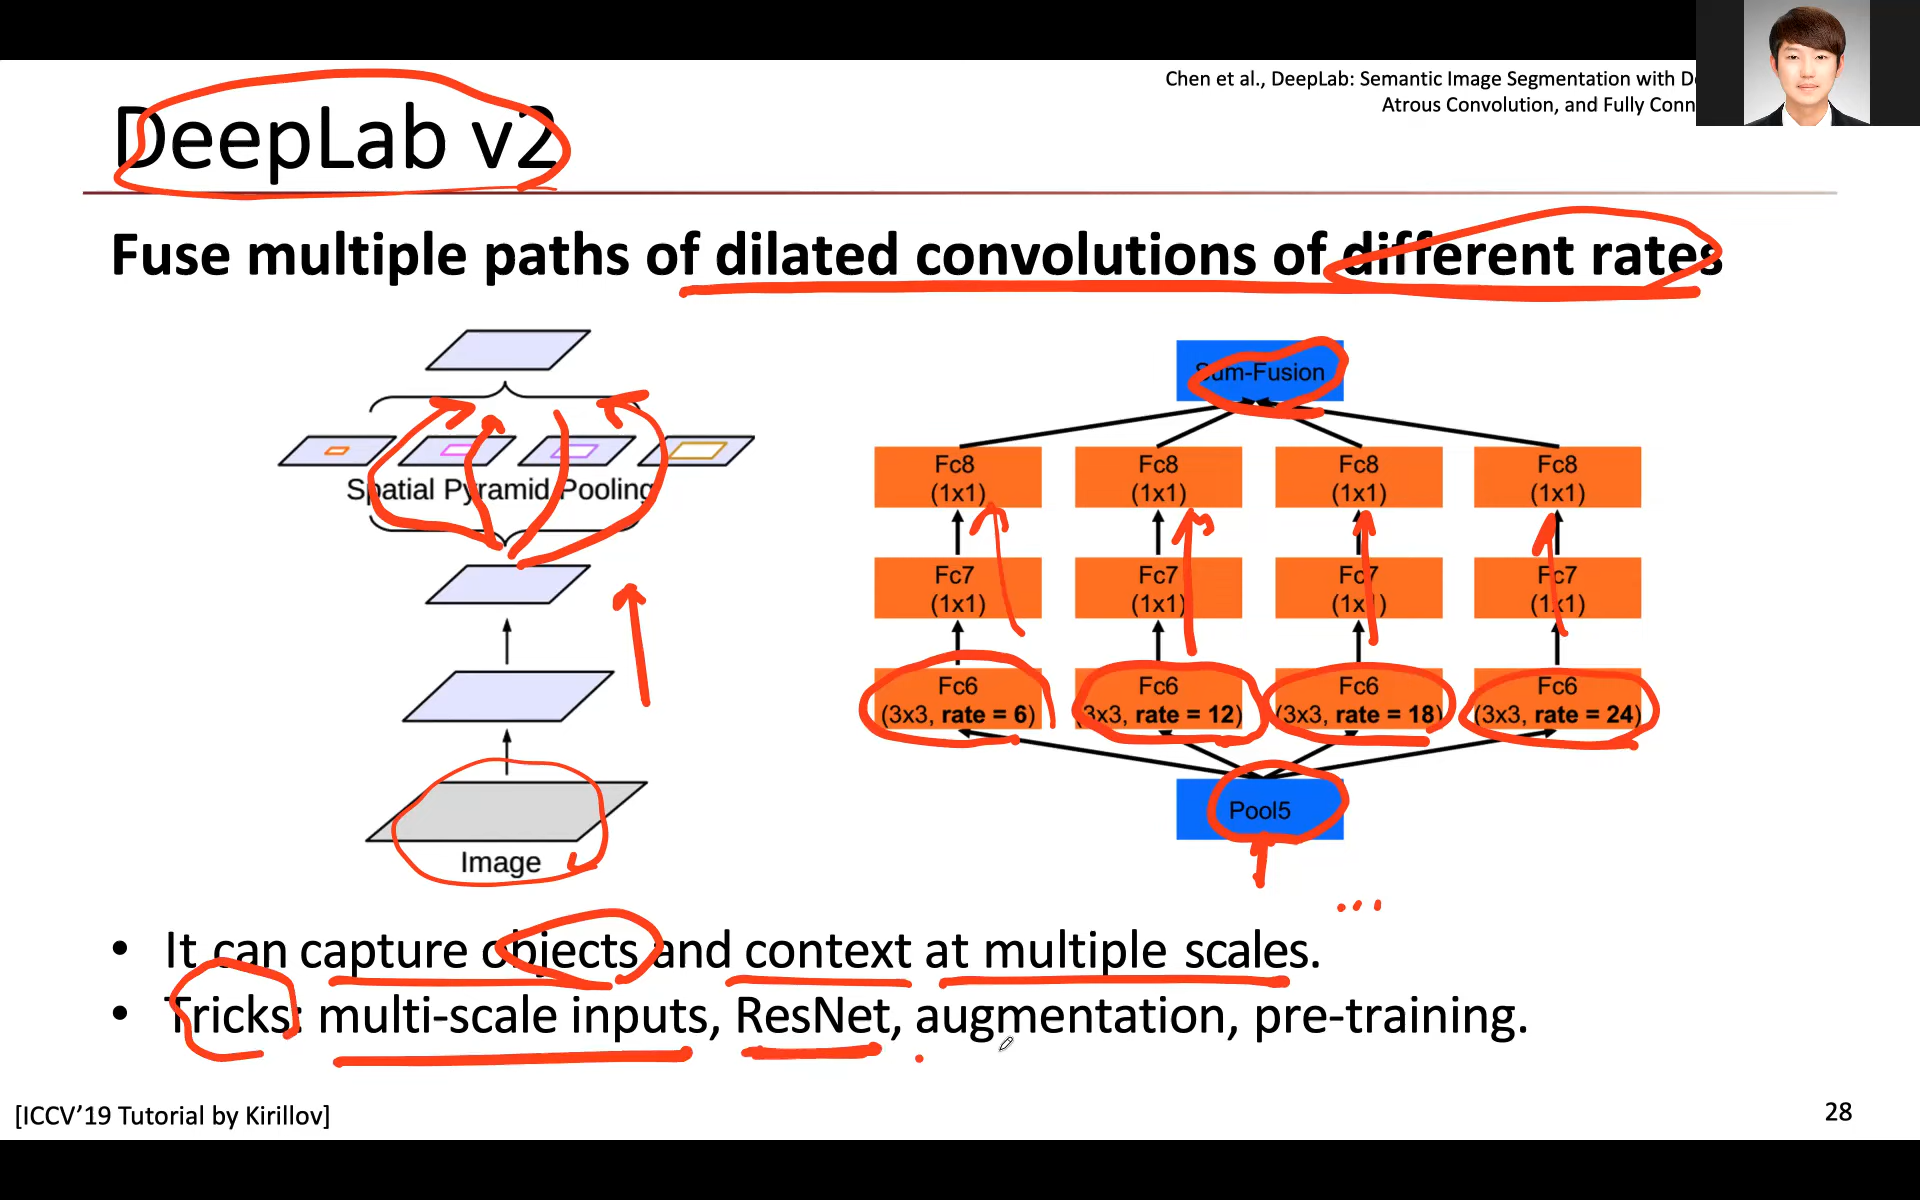 Chen et al., DeepLab: Semantic Image Segmentation with
Atrous Convolution, and Fully
DeepLab v2
Fuse multiple paths of dilated convolutions of different rates
Spatial Pyramid Pooling
Image
Sum-Fusion
Fc8 Fc8 Fc8 Fc8
(1x1) (1x1) (1x1) (1x1)
Fc7 Fc7 Fc7 Fc7
(1x1) (1x1) (1x1) (1x1)
Fc6 Fc6 Fc6 Fc6
(3x3, rate = 6) (3x3, rate = 12) (3x3, rate = 18) (3x3, rate = 24)
Pool5
...
• It can capture objects and context at multiple scales.
• Tricks: multi-scale inputs, ResNet, augmentation, pre-training.
[ICCV’19 Tutorial by Kirillov]
28